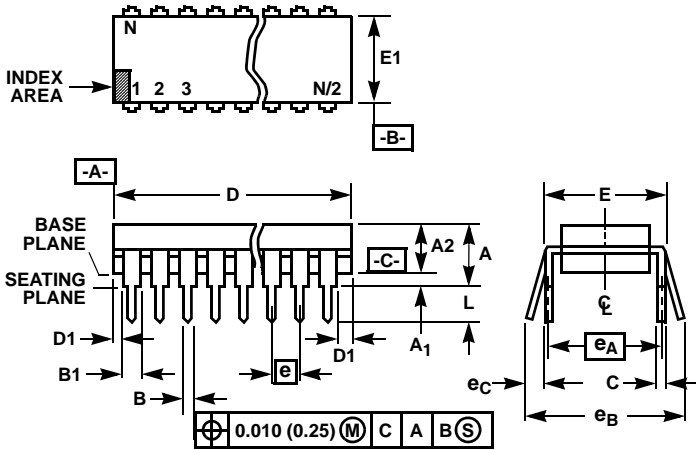 N
E1
INDEX
AREA
1 2 3 N/2
-B-
-A-
D
E
BASE
PLANE
A2
A
-C-
SEATING
PLANE
L
C
L
D1
D1
A1
eA
B1
e
eC
C
B
eB
0.010 (0.25) M C A B S